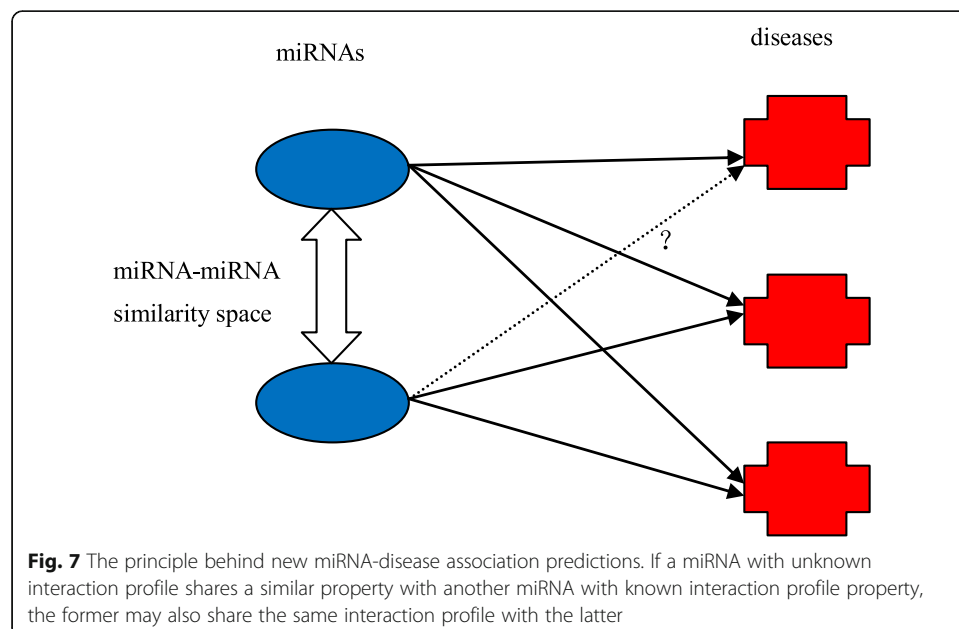 miRNAs
diseases
?
miRNA-miRNA
similarity space
Fig. 7 The principle behind new miRNA-disease association predictions. If a miRNA with unknown
interaction profile shares a similar property with another miRNA with known interaction profile property,
the former may also share the same interaction profile with the latter